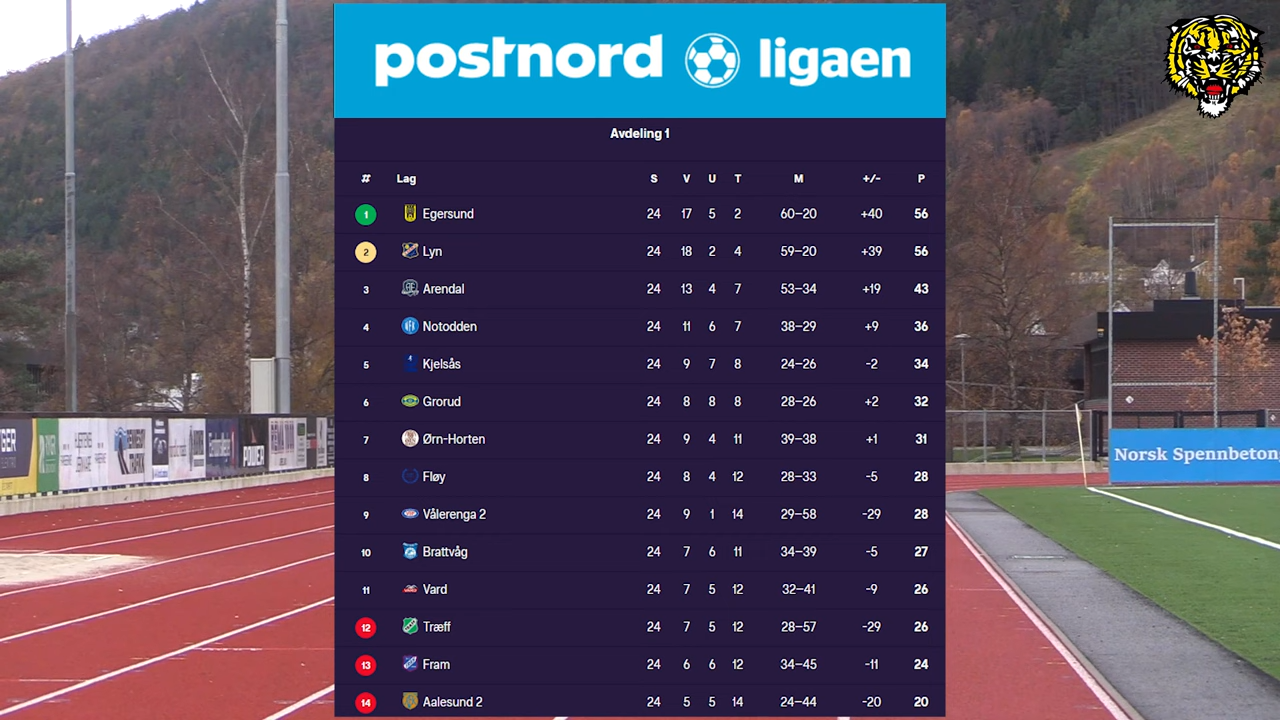 postnord ligaen
Avdeling 1
# Lag S V U T M +/- P
1 Egersund 24 17 5 2 60–20 +40 56
2 Lyn 24 18 2 4 59–20 +39 56
3 Arendal 24 13 4 7 53–34 +19 43
4 Notodden 24 11 6 7 38–29 +9 36
5 Kjelsås 24 9 7 8 24–26 -2 34
6 Grorud 24 8 8 8 28–26 +2 32
7 Ørn-Horten 24 9 4 11 39–38 +1 31
8 Fløy 24 8 4 12 28–33 -5 28
9 Vålerenga 2 24 9 1 14 29–58 -29 28
10 Brattvåg 24 7 6 11 34–39 -5 27
11 Vard 24 7 5 12 32–41 -9 26
12 Træff 24 7 5 12 28–57 -29 26
13 Fram 24 6 6 12 34–45 -11 24
14 Aalesund 2 24 5 5 14 24–44 -20 20
Norsk Spennbeton